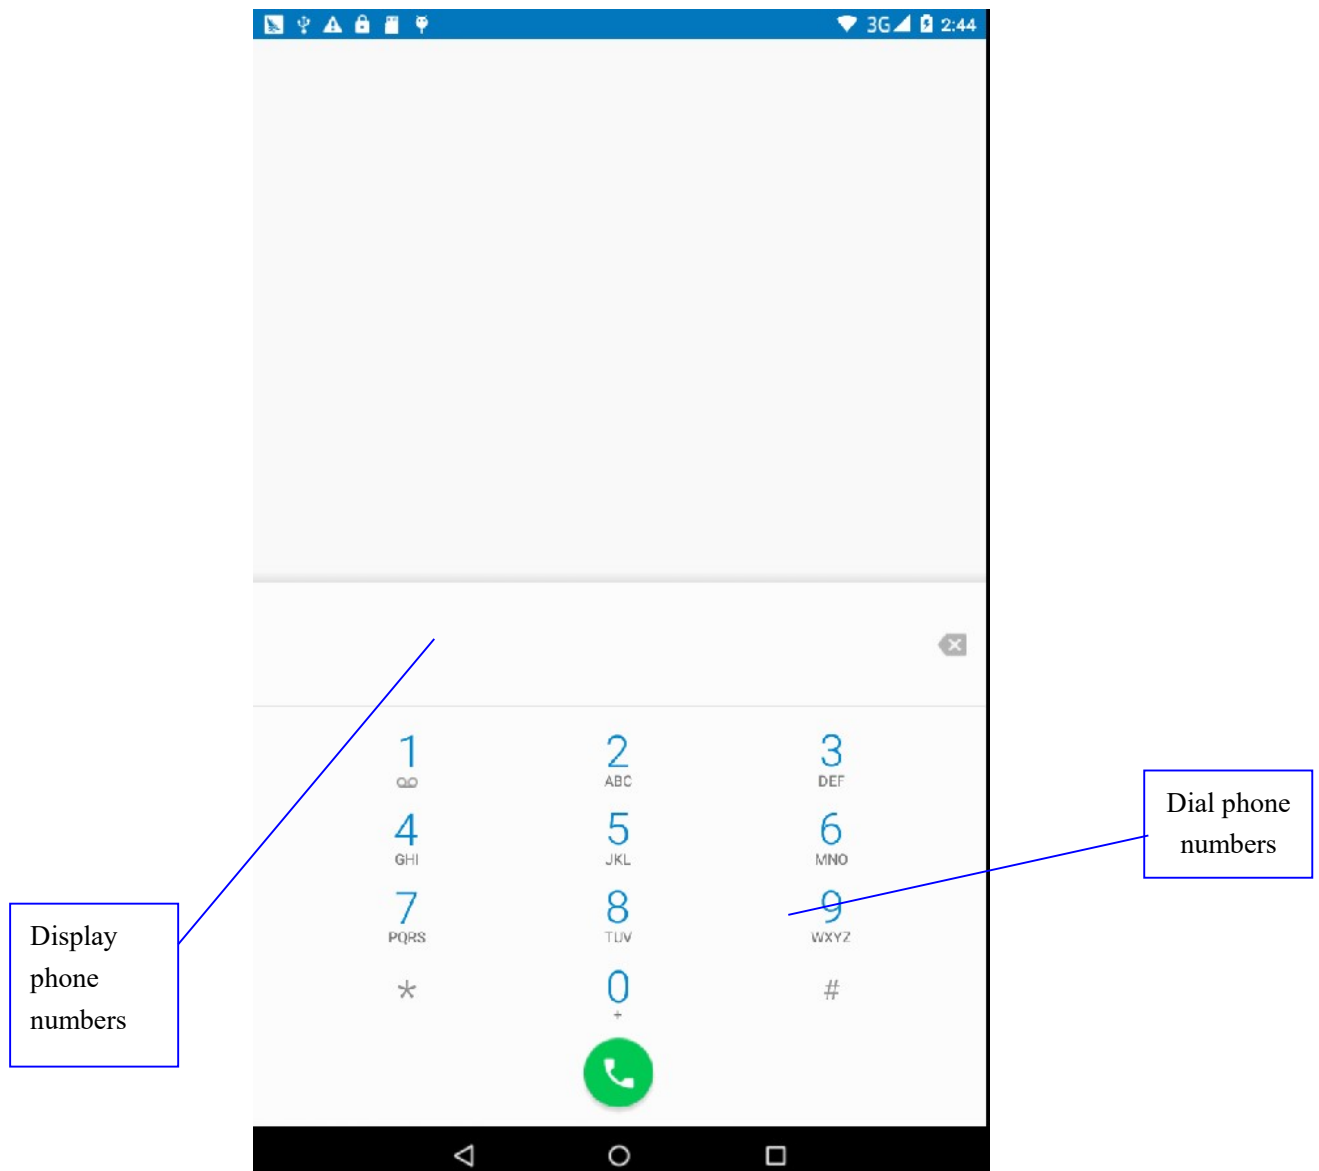 3G 2:44
1 2 3
ABC DEF
4 5 6
GHI JKL MNO
7 8 9
PQRS TUV WXYZ
* 0 #
+
Display
phone
numbers
Dial phone
numbers